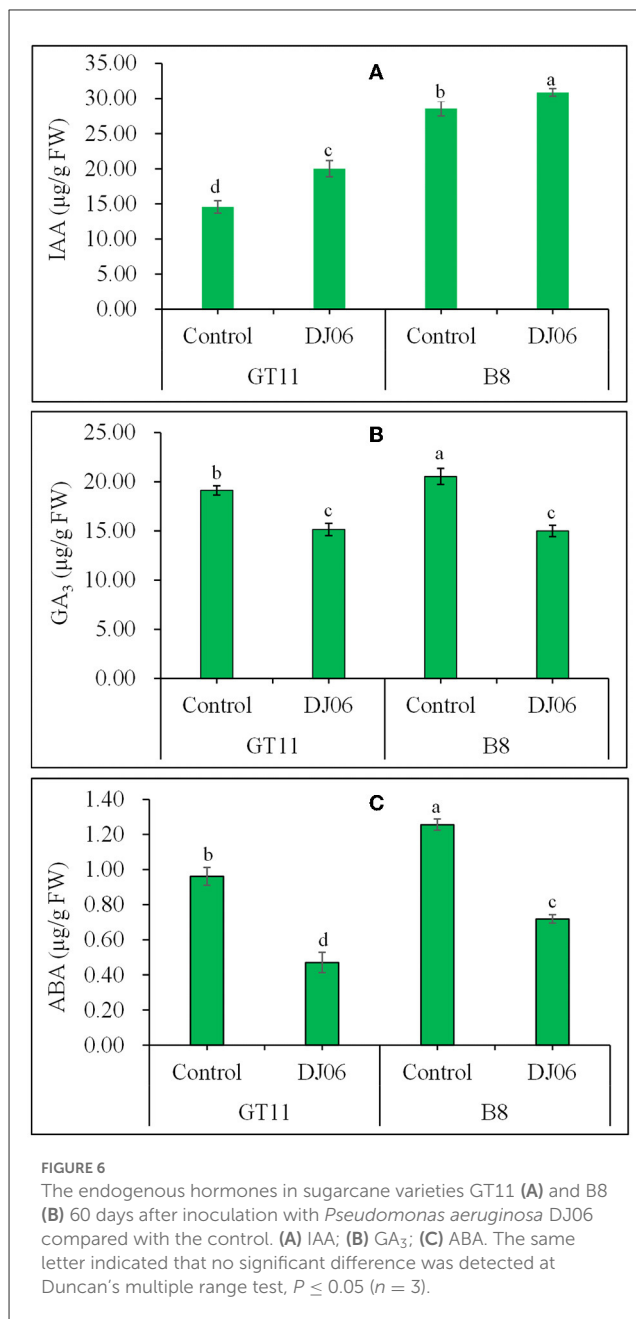 A
35.00
30.00
25.00
20.00
15.00
10.00
5.00
0.00
IAA (µg/g FW)
d
c
b
a
Control DJ06 Control DJ06
GT11 B8
B
25.00
20.00
15.00
10.00
5.00
0.00
GA₃ (µg/g FW)
b
c
a
c
Control DJ06 Control DJ06
GT11 B8
C
1.40
1.20
1.00
0.80
0.60
0.40
0.20
0.00
ABA (µg/g FW)
b
d
a
c
Control DJ06 Control DJ06
GT11 B8
FIGURE 6
The endogenous hormones in sugarcane varieties GT11 (A) and B8
(B) 60 days after inoculation with Pseudomonas aeruginosa DJ06
compared with the control. (A) IAA; (B) GA₃; (C) ABA. The same
letter indicated that no significant difference was detected at
Duncan's multiple range test, P ≤ 0.05 (n = 3).